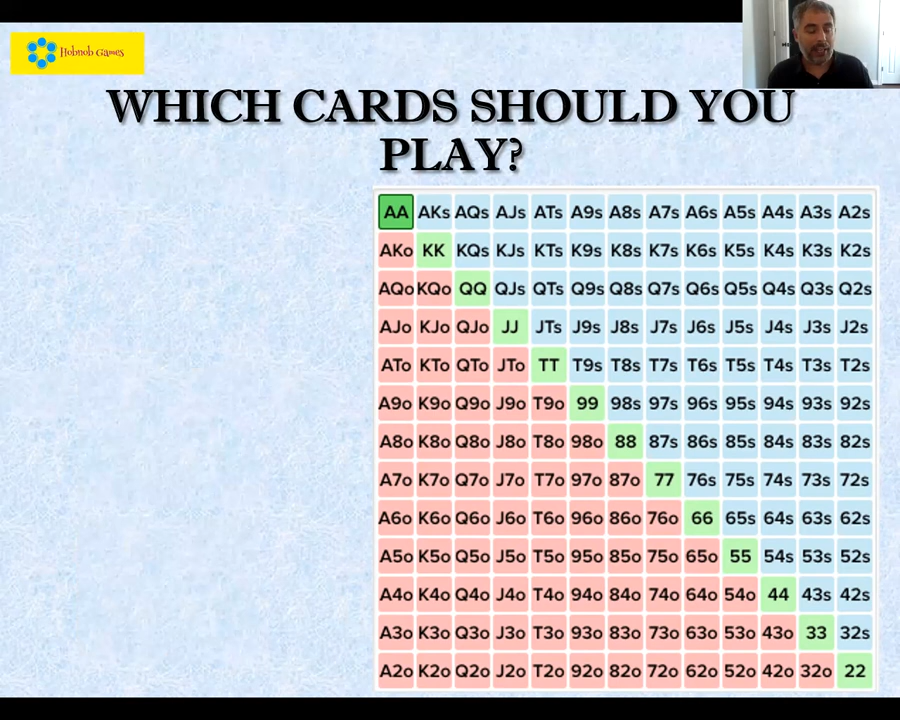 Hobnob Games
WHICH CARDS SHOULD YOU
PLAY?
AA AKs AQs AJs ATs A9s A8s A7s A6s A5s A4s A3s A2s
AKo KK KQs KJs KTs K9s K8s K7s K6s K5s K4s K3s K2s
AQo KQo QQ QJs QTs Q9s Q8s Q7s Q6s Q5s Q4s Q3s Q2s
AJo KJo QJo JJ JTs J9s J8s J7s J6s J5s J4s J3s J2s
ATo KTo QTo JTo TT T9s T8s T7s T6s T5s T4s T3s T2s
A9o K9o Q9o J9o T9o 99 98s 97s 96s 95s 94s 93s 92s
A8o K8o Q8o J8o T8o 98o 88 87s 86s 85s 84s 83s 82s
A7o K7o Q7o J7o T7o 97o 87o 77 76s 75s 74s 73s 72s
A6o K6o Q6o J6o T6o 96o 86o 76o 66 65s 64s 63s 62s
A5o K5o Q5o J5o T5o 95o 85o 75o 65o 55 54s 53s 52s
A4o K4o Q4o J4o T4o 94o 84o 74o 64o 54o 44 43s 42s
A3o K3o Q3o J3o T3o 93o 83o 73o 63o 53o 43o 33 32s
A2o K2o Q2o J2o T2o 92o 82o 72o 62o 52o 42o 32o 22